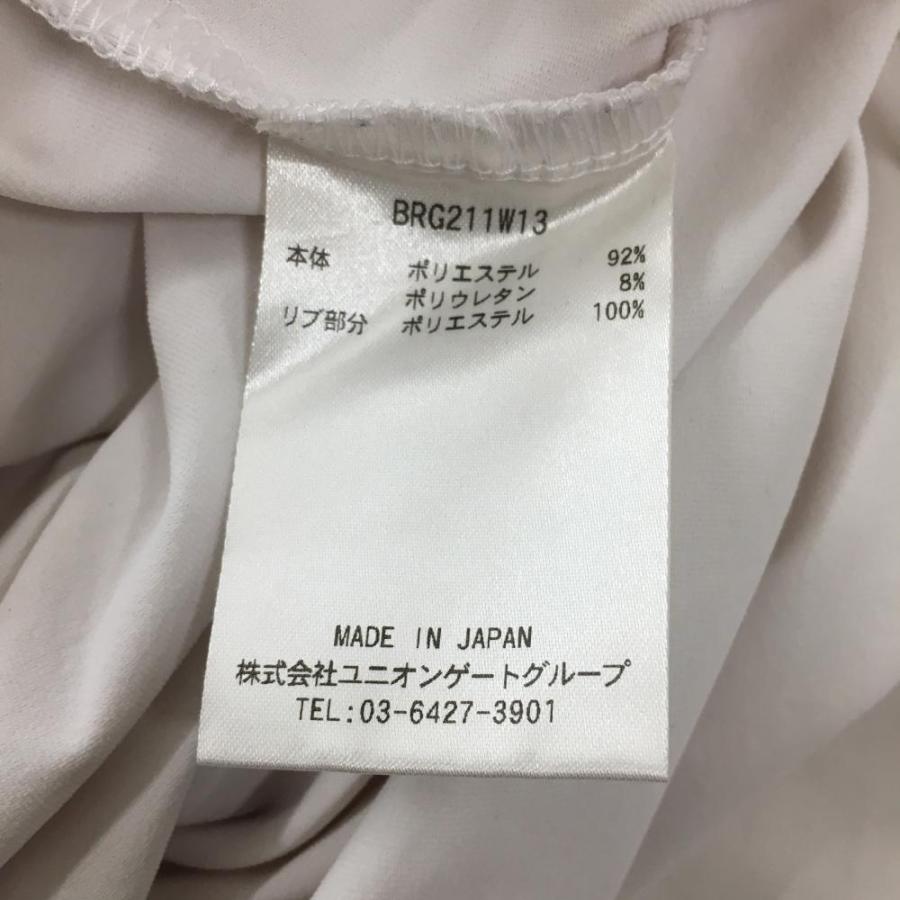 BRG211W13
本体 ポリエステル 92%
ポリウレタン 8%
リブ部分 ポリエステル 100%
MADE IN JAPAN
株式会社ユニオンゲートグループ
TEL:03-6427-3901